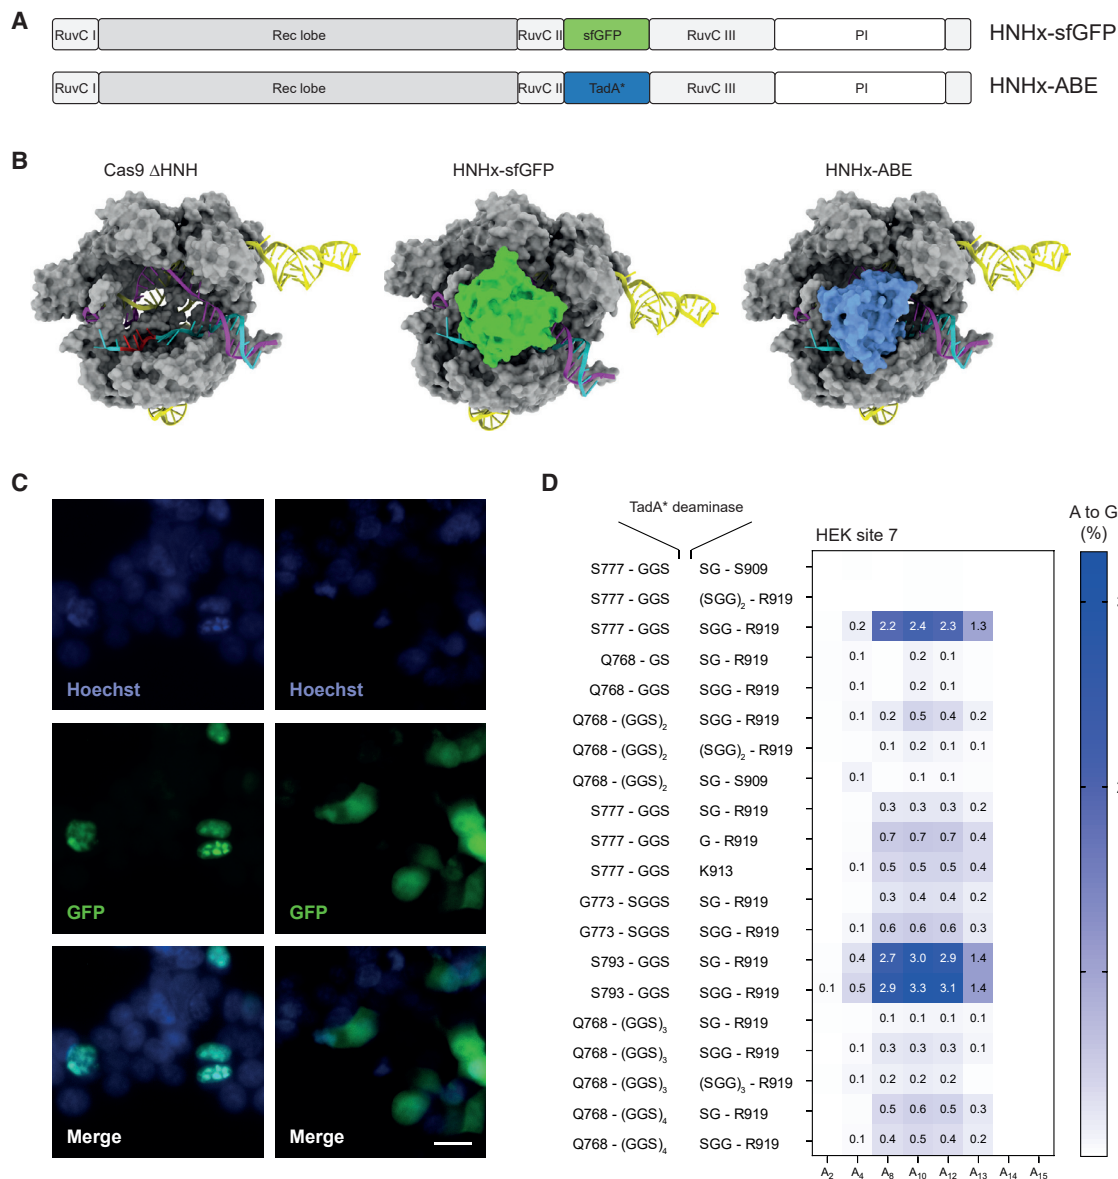 A
RuvC I Rec lobe RuvC II sfGFP RuvC III PI HNHx-sfGFP
RuvC I Rec lobe RuvC II TadA* RuvC III PI HNHx-ABE
B
Cas9 ΔHNH HNHx-sfGFP HNHx-ABE
C
Hoechst Hoechst
GFP GFP
Merge Merge
D
TadA* deaminase
HEK site 7
A to G
(%)
S777 - GGS SG - S909
S777 - GGS (SGG)₂ - R919
S777 - GGS SGG - R919 0.2 2.2 2.4 2.3 1.3
Q768 - GS SG - R919 0.1 0.2 0.1
Q768 - GGS SGG - R919 0.1 0.2 0.1
Q768 - (GGS)₂ SGG - R919 0.1 0.2 0.5 0.4 0.2
Q768 - (GGS)₂ (SGG)₂ - R919 0.1 0.2 0.1 0.1
Q768 - (GGS)₂ SG - S909 0.1 0.1 0.1
S777 - GGS SG - R919 0.3 0.3 0.3 0.2
S777 - GGS G - R919 0.7 0.7 0.7 0.4
S777 - GGS K913 0.1 0.5 0.5 0.5 0.4
G773 - SGGS SG - R919 0.3 0.4 0.4 0.2
G773 - SGGS SGG - R919 0.1 0.6 0.6 0.6 0.3
S793 - GGS SG - R919 0.4 2.7 3.0 2.9 1.4
S793 - GGS SGG - R919 0.1 0.5 2.9 3.3 3.1 1.4
Q768 - (GGS)₃ SG - R919 0.1 0.1 0.1 0.1
Q768 - (GGS)₃ SGG - R919 0.1 0.3 0.3 0.3 0.1
Q768 - (GGS)₃ (SGG)₃ - R919 0.1 0.2 0.2 0.2
Q768 - (GGS)₄ SG - R919 0.5 0.6 0.5 0.3
Q768 - (GGS)₄ SGG - R919 0.1 0.4 0.5 0.4 0.2
A₂ A₄ A₈ A₁₀ A₁₂ A₁₃ A₁₄ A₁₅